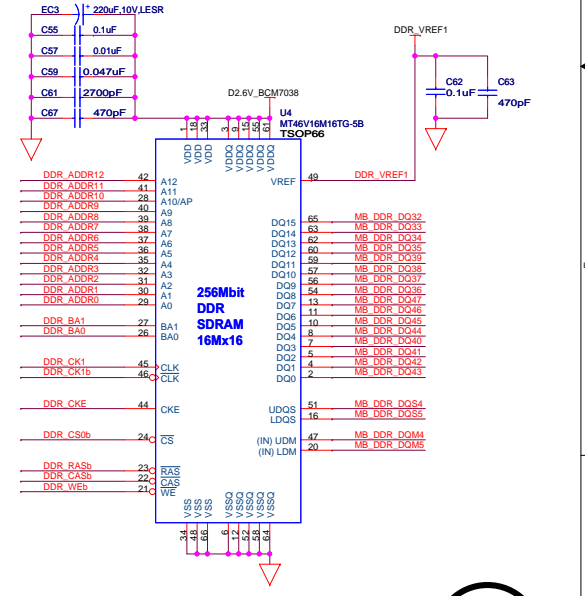 EC3 220uF,10V,LESR
C55 0.1uF
C57 0.01uF
C59 0.047uF
C61 2700pF
C67 470pF
DDR_VREF1
C62
0.1uF
C63
470pF
D2.6V_BCM7038
U4
MT46V16M16TG-5B
TSOP66
1 18 33 3 9 15 55 61
VDD VDD VDD VDDQ VDDQ VDDQ VDDQ VDDQ
VREF 49 DDR_VREF1
DDR_ADDR12 42 A12
DDR_ADDR11 41 A11
DDR_ADDR10 28 A10/AP
DDR_ADDR9 40 A9
DDR_ADDR8 39 A8
DDR_ADDR7 38 A7
DDR_ADDR6 37 A6
DDR_ADDR5 36 A5
DDR_ADDR4 35 A4
DDR_ADDR3 32 A3
DDR_ADDR2 31 A2
DDR_ADDR1 30 A1
DDR_ADDR0 29 A0
DDR_BA1 27 BA1
DDR_BA0 26 BA0
DDR_CK1 45 CLK
DDR_CK1b 46 CLK
DDR_CKE 44 CKE
DDR_CS0b 24 CS
DDR_RASb 23 RAS
DDR_CASb 22 CAS
DDR_WEb 21 WE
256Mbit
DDR
SDRAM
16Mx16
DQ15 65 MB_DDR_DQ32
DQ14 63 MB_DDR_DQ33
DQ13 62 MB_DDR_DQ34
DQ12 60 MB_DDR_DQ35
DQ11 59 MB_DDR_DQ39
DQ10 57 MB_DDR_DQ38
DQ9 56 MB_DDR_DQ37
DQ8 54 MB_DDR_DQ36
DQ7 13 MB_DDR_DQ47
DQ6 11 MB_DDR_DQ46
DQ5 10 MB_DDR_DQ45
DQ4 8 MB_DDR_DQ44
DQ3 7 MB_DDR_DQ40
DQ2 5 MB_DDR_DQ41
DQ1 4 MB_DDR_DQ42
DQ0 2 MB_DDR_DQ43
UDQS 51 MB_DDR_DQS4
LDQS 16 MB_DDR_DQS5
(IN) UDM 47 MB_DDR_DQM4
(IN) LDM 20 MB_DDR_DQM5
VSS VSS VSS VSSQ VSSQ VSSQ VSSQ VSSQ
34 48 66 6 12 52 58 64